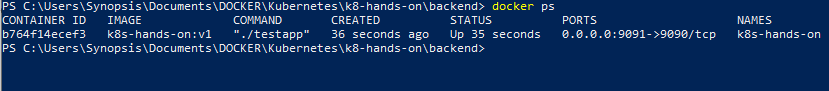 PS C:\Users\Synopsis\Documents\DOCKER\Kubernetes\k8-hands-on\backend> docker ps
CONTAINER ID   IMAGE             COMMAND       CREATED          STATUS          PORTS                    NAMES
b764f14ecef3   k8s-hands-on:v1   "./testapp"   36 seconds ago   Up 35 seconds   0.0.0.0:9091->9090/tcp   k8s-hands-on
PS C:\Users\Synopsis\Documents\DOCKER\Kubernetes\k8-hands-on\backend>